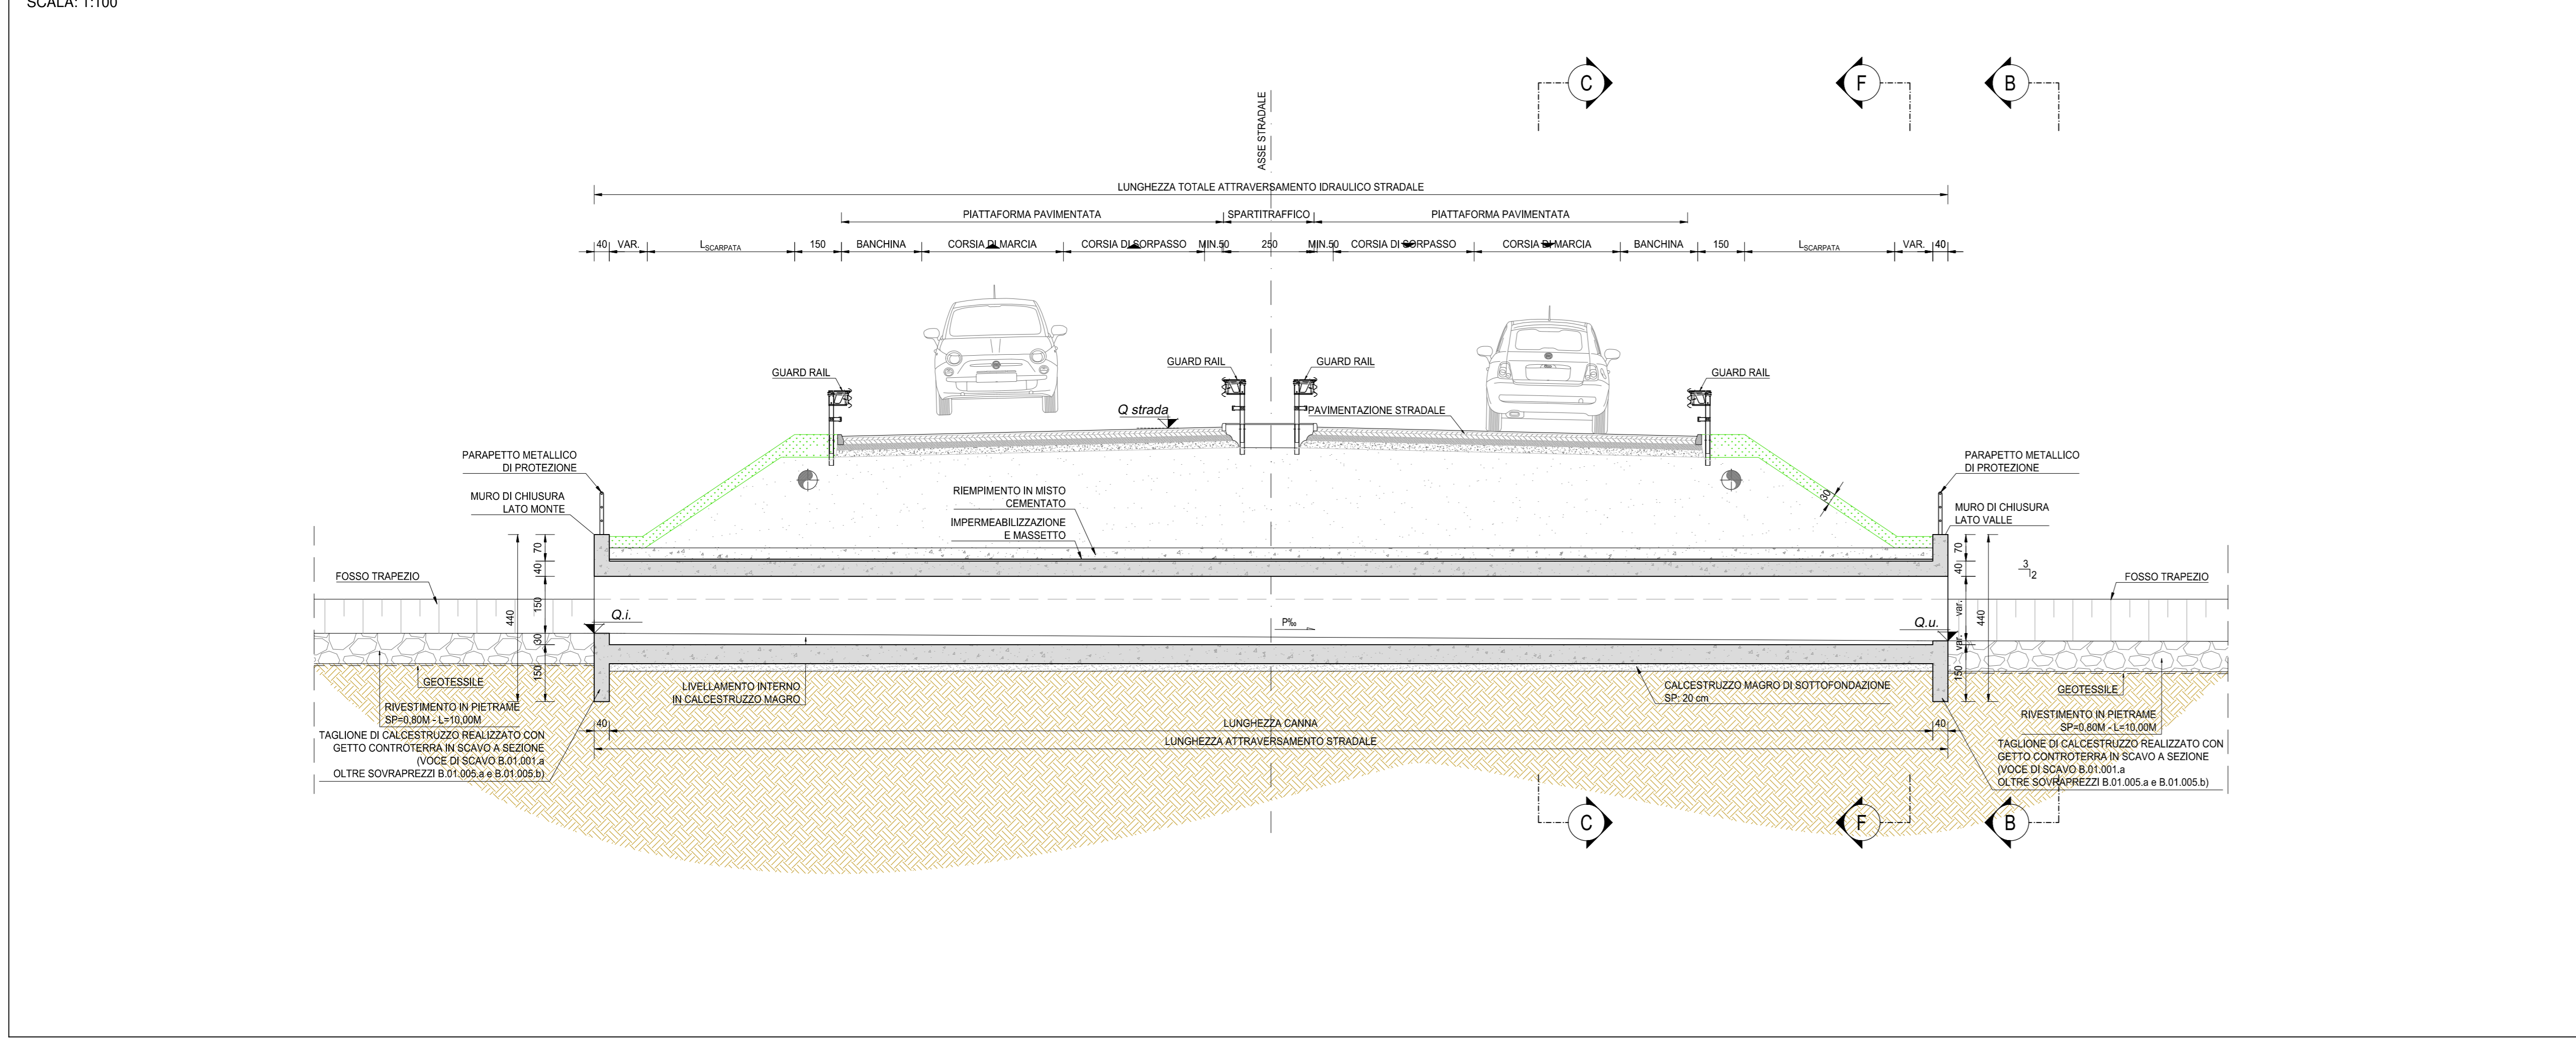 SCALA: 1:100
C
F
B
ASSE STRADALE
LUNGHEZZA TOTALE ATTRAVERSAMENTO IDRAULICO STRADALE
PIATTAFORMA PAVIMENTATA
SPARTITRAFFICO
PIATTAFORMA PAVIMENTATA
40
VAR.
LSCARPATA
150
BANCHINA
CORSIA DI MARCIA
CORSIA DI SORPASSO
MIN.50
250
MIN.50
CORSIA DI SORPASSO
CORSIA DI MARCIA
BANCHINA
150
LSCARPATA
VAR.
40
GUARD RAIL
GUARD RAIL
GUARD RAIL
GUARD RAIL
Q strada
PAVIMENTAZIONE STRADALE
PARAPETTO METALLICO
DI PROTEZIONE
PARAPETTO METALLICO
DI PROTEZIONE
MURO DI CHIUSURA
LATO MONTE
RIEMPIMENTO IN MISTO
CEMENTATO
IMPERMEABILIZZAZIONE
E MASSETTO
30
MURO DI CHIUSURA
LATO VALLE
FOSSO TRAPEZIO
440
70
40
150
30
150
Q.i.
P‰
Q.u.
70
40
var.
var.
150
440
3
2
FOSSO TRAPEZIO
GEOTESSILE
RIVESTIMENTO IN PIETRAME
SP=0,80M - L=10,00M
TAGLIONE DI CALCESTRUZZO REALIZZATO CON
GETTO CONTROTERRA IN SCAVO A SEZIONE
(VOCE DI SCAVO B.01.001.a
OLTRE SOVRAPREZZI B.01.005.a e B.01.005.b)
LIVELLAMENTO INTERNO
IN CALCESTRUZZO MAGRO
CALCESTRUZZO MAGRO DI SOTTOFONDAZIONE
SP: 20 cm
40
LUNGHEZZA CANNA
40
LUNGHEZZA ATTRAVERSAMENTO STRADALE
GEOTESSILE
RIVESTIMENTO IN PIETRAME
SP=0,80M - L=10,00M
TAGLIONE DI CALCESTRUZZO REALIZZATO CON
GETTO CONTROTERRA IN SCAVO A SEZIONE
(VOCE DI SCAVO B.01.001.a
OLTRE SOVRAPREZZI B.01.005.a e B.01.005.b)
C
F
B